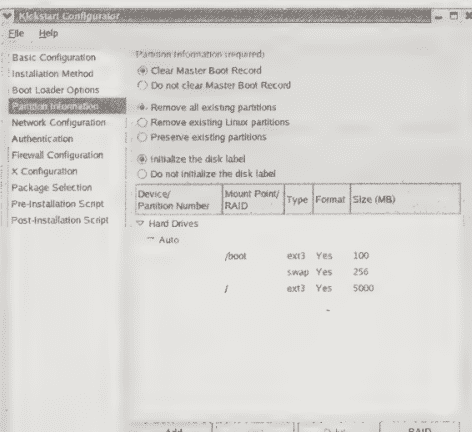 Kickstart Configurator
File Help
Basic Configuration
Installation Method
Boot Loader Options
Partition Information
Network Configuration
Authentication
Firewall Configuration
X Configuration
Package Selection
Pre-Installation Script
Post-Installation Script
Partition Information (required)
Clear Master Boot Record
Do not clear Master Boot Record
Remove all existing partitions
Remove existing Linux partitions
Preserve existing partitions
Initialize the disk label
Do not initialize the disk label
Device/ Mount Point/ Type Format Size (MB)
Partition Number RAID
Hard Drives
Auto
/boot ext3 Yes 100
swap Yes 256
/ ext3 Yes 5000
Add RAID